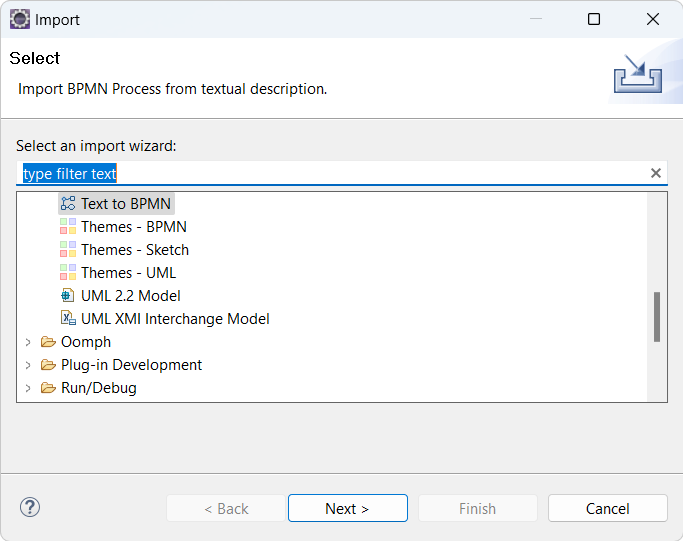 Import
Select
Import BPMN Process from textual description.
Select an import wizard:
type filter text
Text to BPMN
Themes - BPMN
Themes - Sketch
Themes - UML
UML 2.2 Model
UML XMI Interchange Model
Oomph
Plug-in Development
Run/Debug
? < Back Next > Finish Cancel